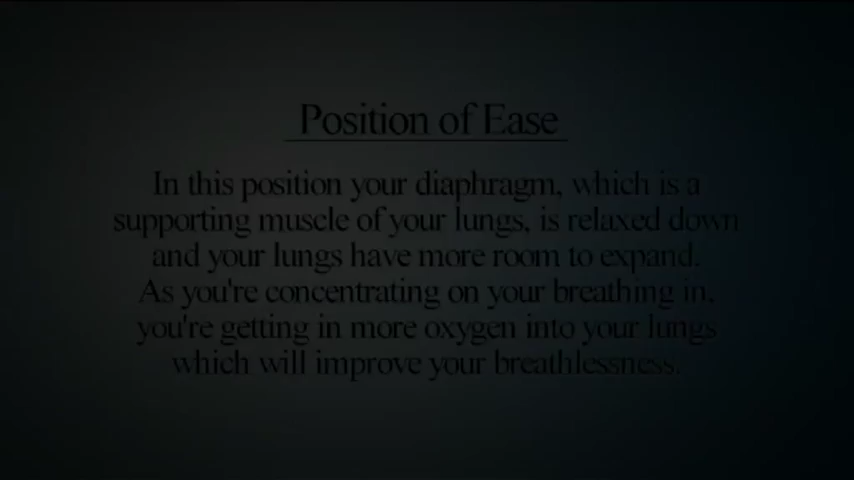 Position of Ease
In this position your diaphragm, which is a
supporting muscle of your lungs, is relaxed down
and your lungs have more room to expand.
As you're concentrating on your breathing in,
you're getting in more oxygen into your lungs
which will improve your breathlessness.